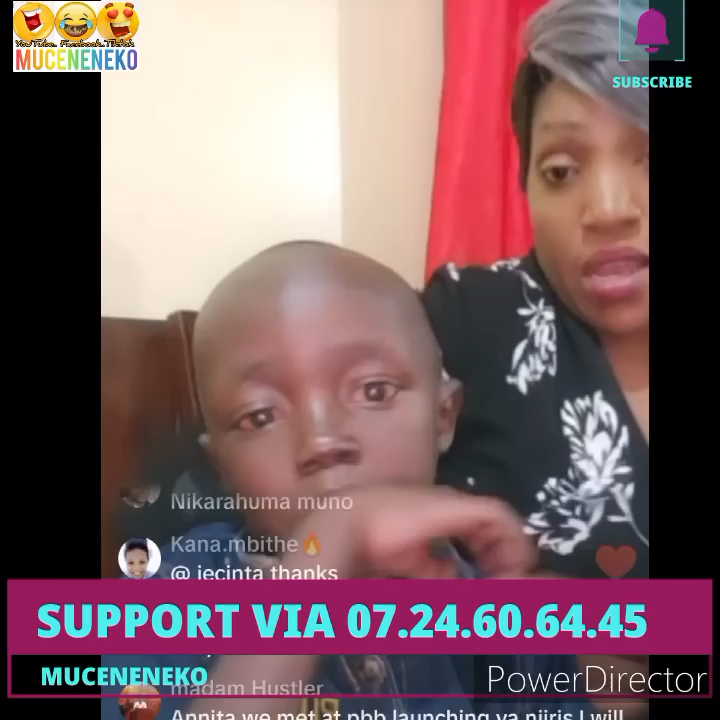 YouTube. Facebook. Tiktok
MUCENENEKO
SUBSCRIBE
Nikarahuma muno
Kana.mbithe🔥
@ jecinta thanks
SUPPORT VIA 07.24.60.64.45
MUCENENEKO
PowerDirector
madam Hustler
Annita we met at pbb launching ya njiris I will